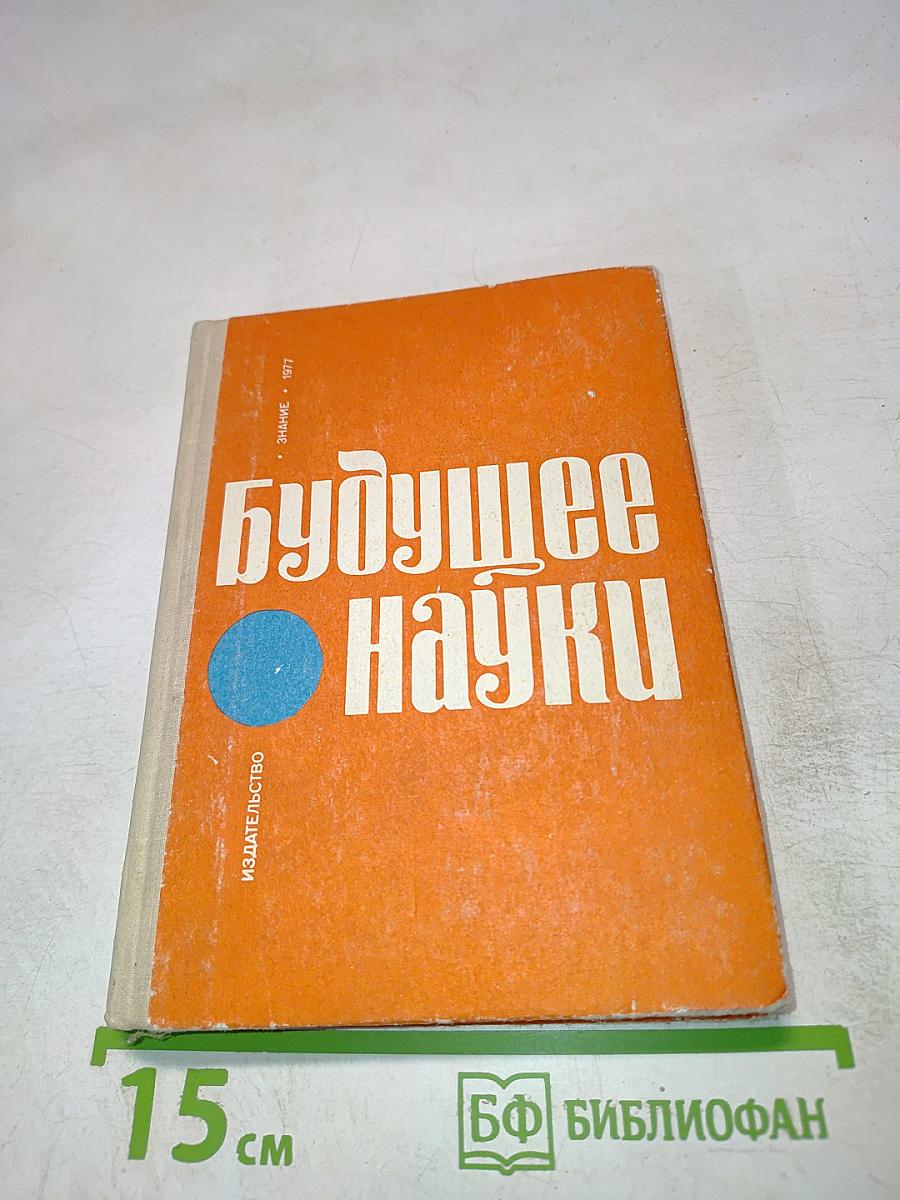 Будущее
науки
ИЗДАТЕЛЬСТВО • ЗНАНИЕ • 1977
15 см
БФ БИБЛИОФАН